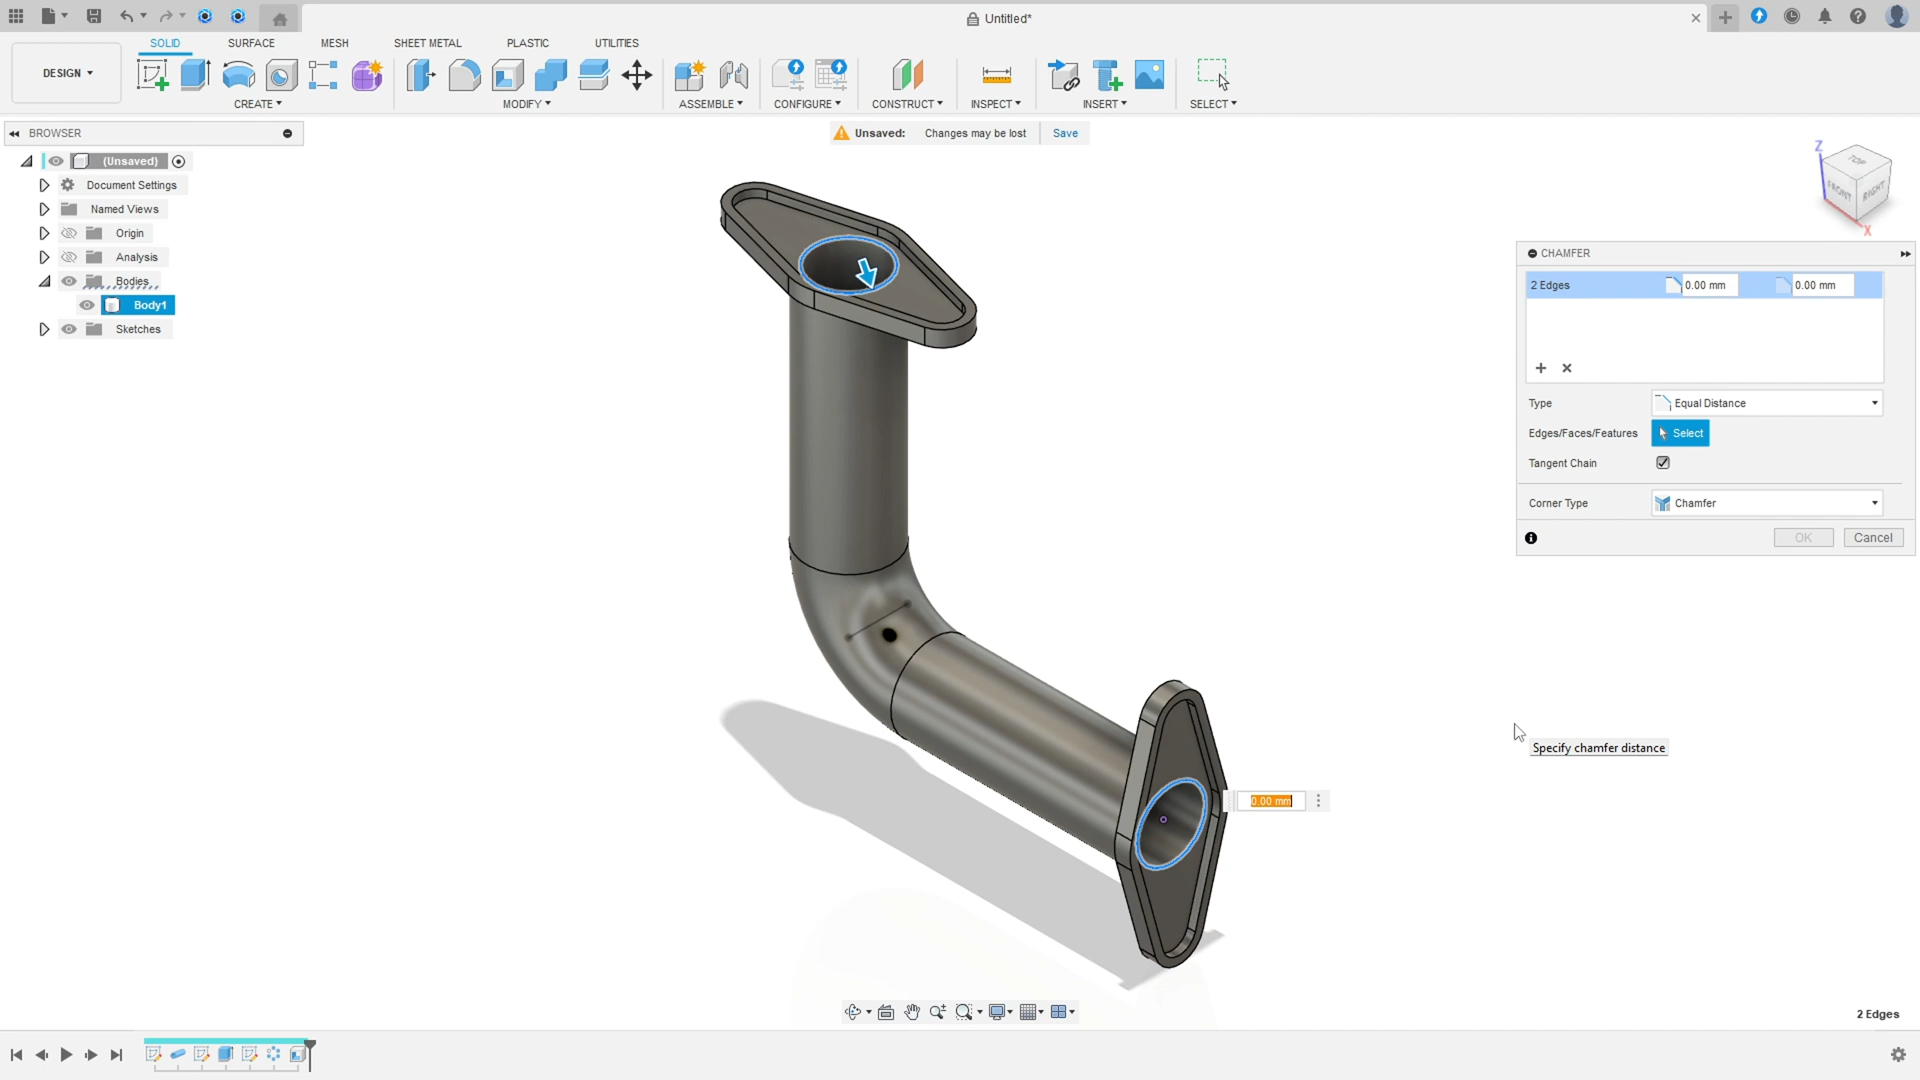 Untitled*
DESIGN
SOLID
SURFACE
MESH
SHEET METAL
PLASTIC
UTILITIES
CREATE
MODIFY
ASSEMBLE
CONFIGURE
CONSTRUCT
INSPECT
INSERT
SELECT
BROWSER
Unsaved: Changes may be lost Save
(Unsaved)
Document Settings
Named Views
Origin
Analysis
Bodies
Body1
Sketches
Z
TOP
FRONT
RIGHT
X
CHAMFER
2 Edges 0.00 mm 0.00 mm
Type Equal Distance
Edges/Faces/Features Select
Tangent Chain
Corner Type Chamfer
OK Cancel
Specify chamfer distance
0.00 mm
2 Edges